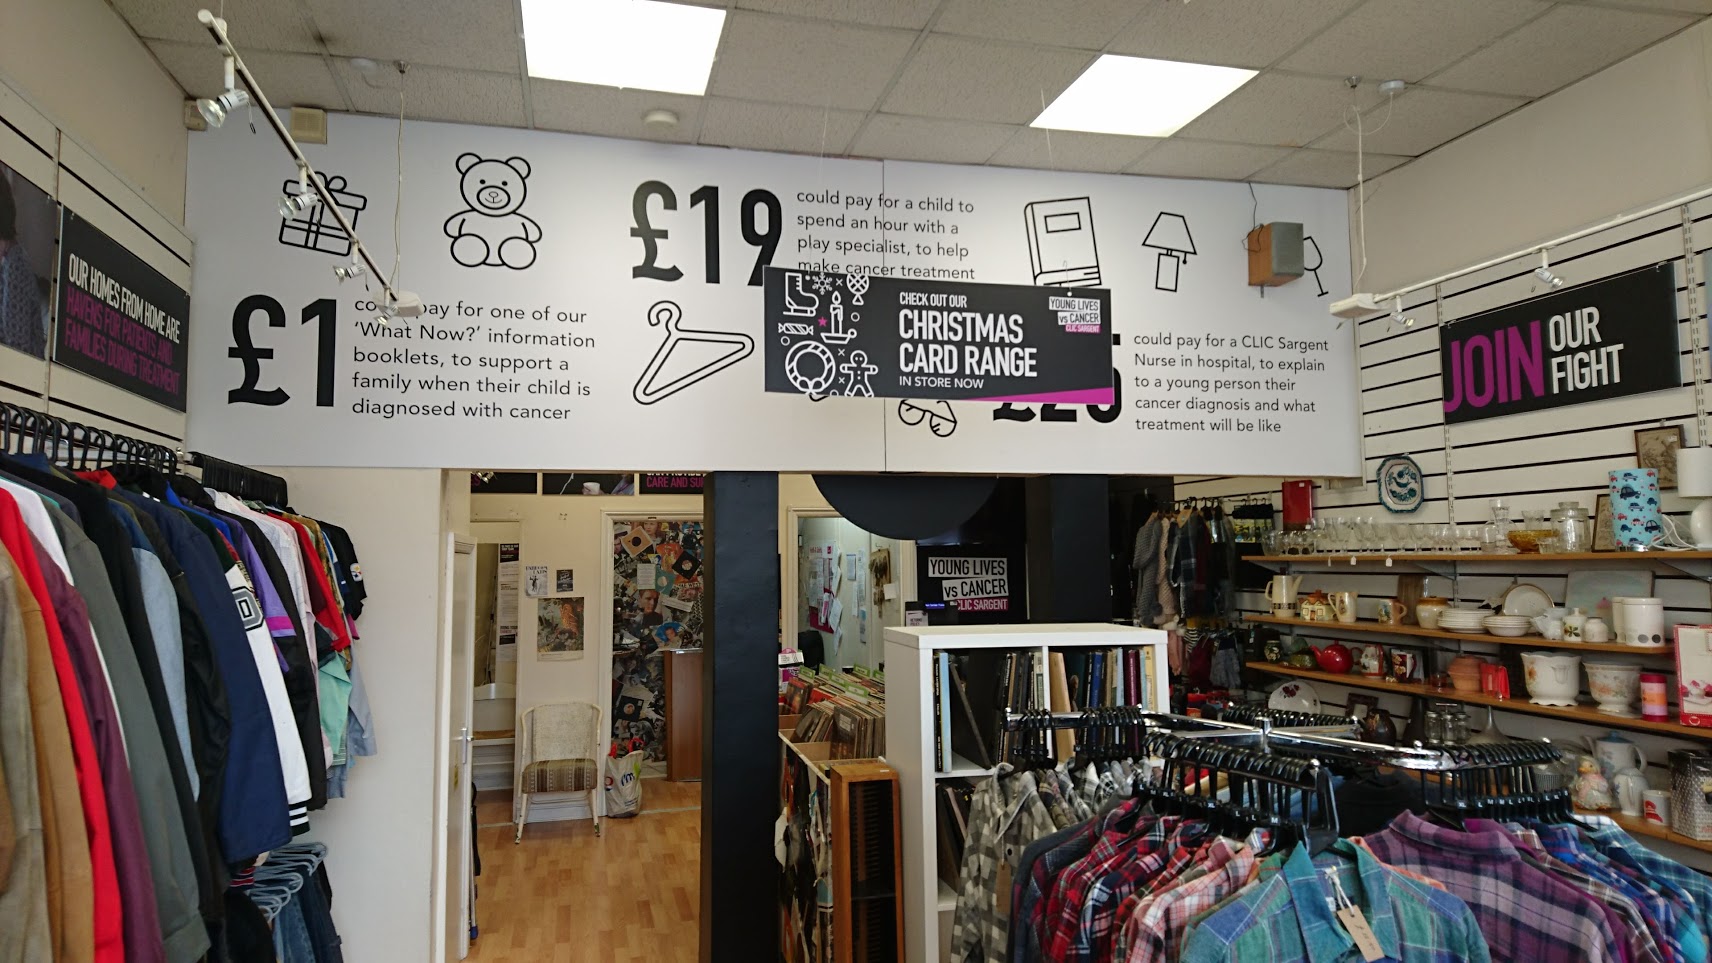 £1
could pay for one of our
‘What Now?’ information
booklets, to support a
family when their child is
diagnosed with cancer
£19
could pay for a child to
spend an hour with a
play specialist, to help
make cancer treatment
CHECK OUT OUR
CHRISTMAS
CARD RANGE
IN STORE NOW
YOUNG LIVES
vs CANCER
CLIC SARGENT
could pay for a CLIC Sargent
Nurse in hospital, to explain
to a young person their
cancer diagnosis and what
treatment will be like
OUR HOMES FROM HOME ARE
HAVENS FOR PATIENTS AND
FAMILIES DURING TREATMENT
JOIN OUR
FIGHT
CARE AND
YOUNG LIVES
vs CANCER
CLIC SARGENT
D